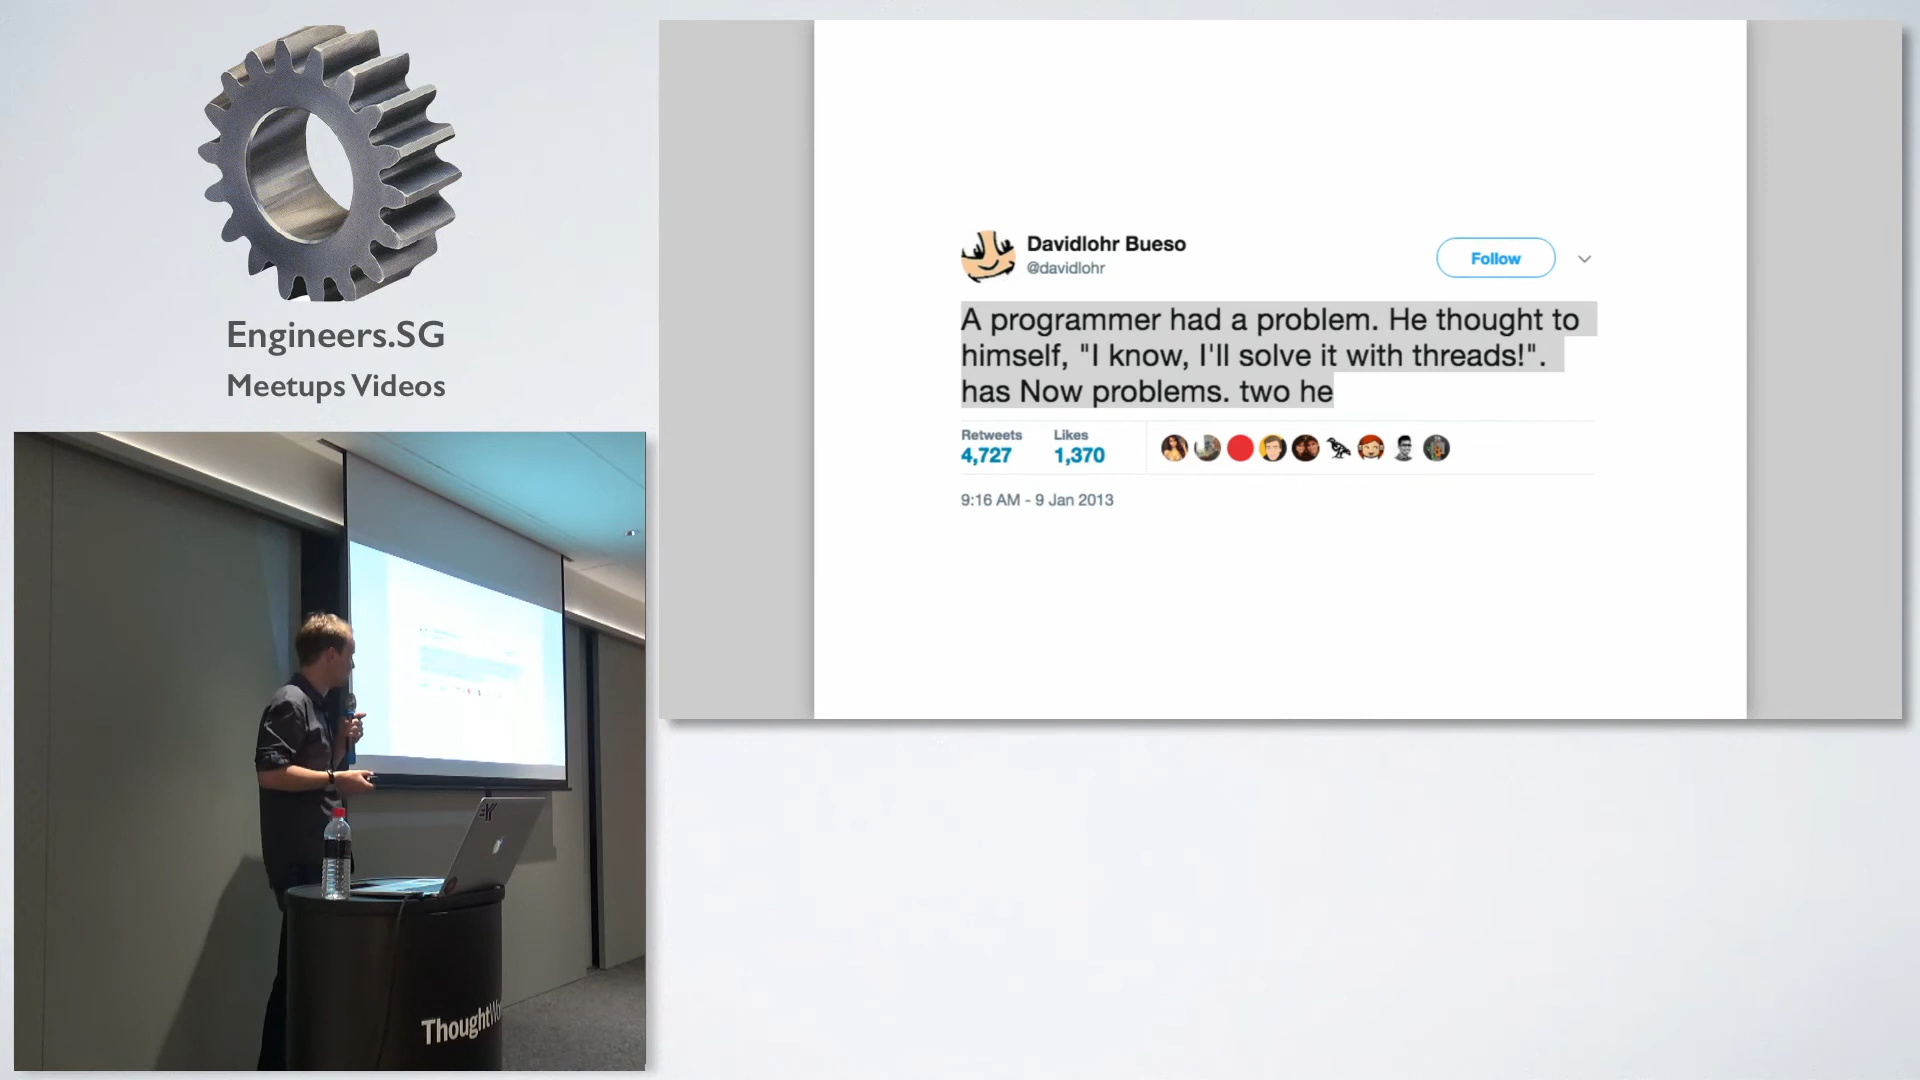 Engineers.SG
Meetups Videos
Davidlohr Bueso
@davidlohr
Follow
A programmer had a problem. He thought to
himself, "I know, I'll solve it with threads!".
has Now problems. two he
Retweets
4,727
Likes
1,370
9:16 AM - 9 Jan 2013
ThoughtWo